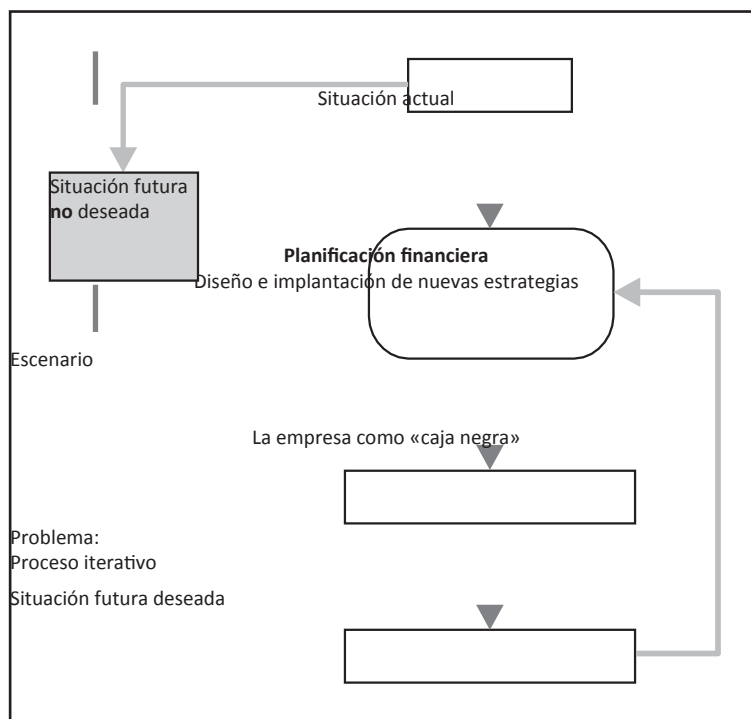 Situación actual
Situación futura
no deseada
Planificación financiera
Diseño e implantación de nuevas estrategias
Escenario
La empresa como «caja negra»
Problema:
Proceso iterativo
Situación futura deseada